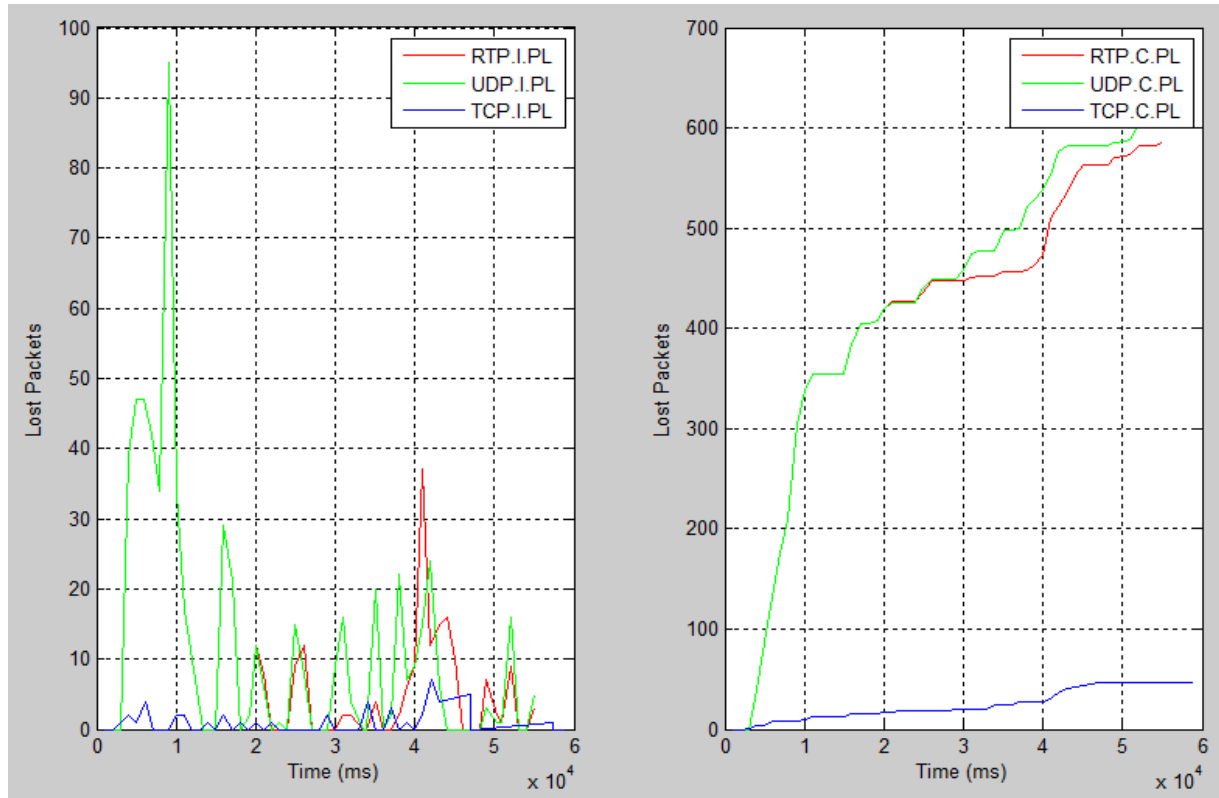 100
90
80
70
60
50
40
30
20
10
0
Lost Packets
RTP.I.PL
UDP.I.PL
TCP.I.PL
0 1 2 3 4 5 6
Time (ms)
x 10^4
700
600
500
400
300
200
100
0
Lost Packets
RTP.C.PL
UDP.C.PL
TCP.C.PL
0 1 2 3 4 5 6
Time (ms)
x 10^4